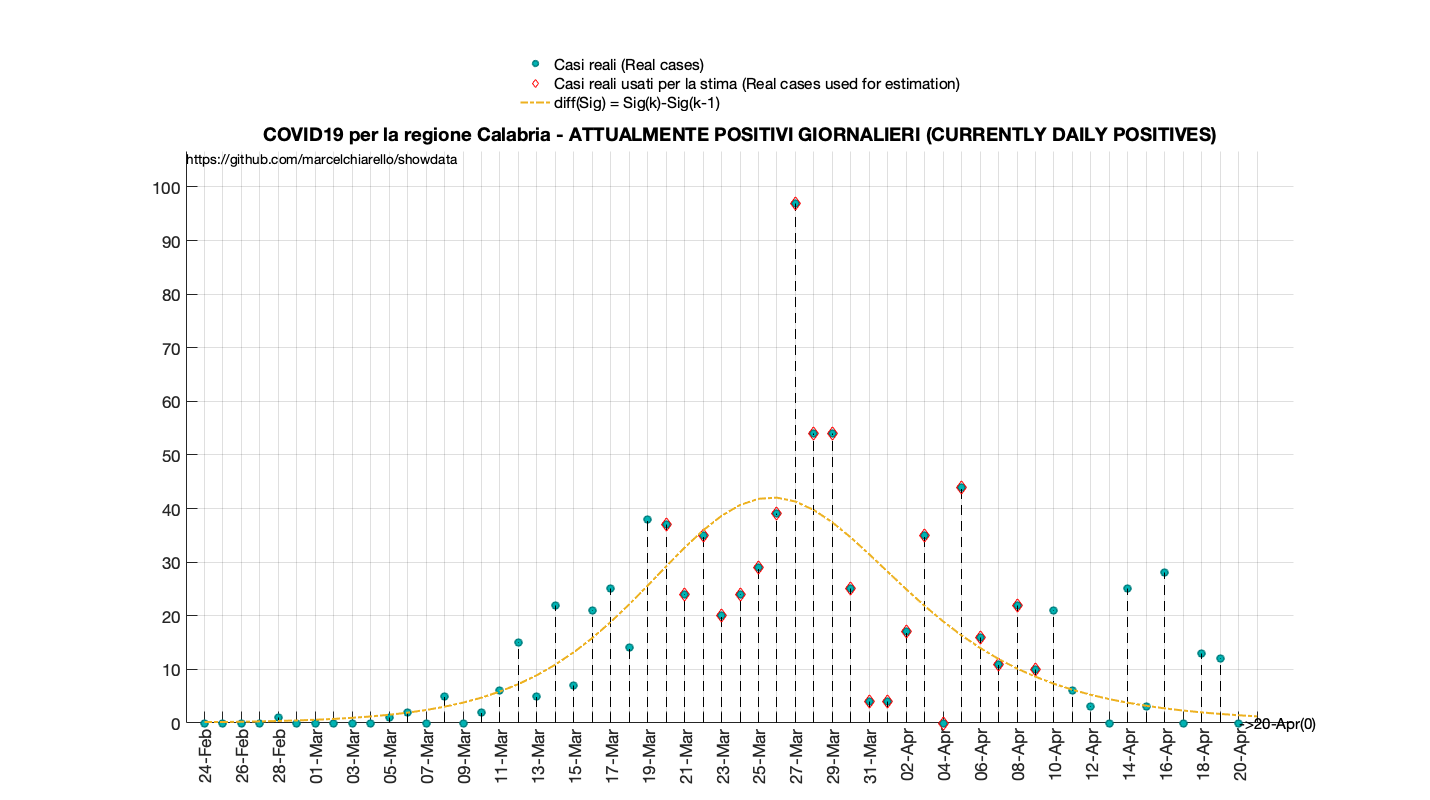 Casi reali (Real cases)
Casi reali usati per la stima (Real cases used for estimation)
diff(Sig) = Sig(k)-Sig(k-1)
COVID19 per la regione Calabria - ATTUALMENTE POSITIVI GIORNALIERI (CURRENTLY DAILY POSITIVES)
https://github.com/marcelchiarello/showdata
100
90
80
70
60
50
40
30
20
10
0
->20-Apr(0)
24-Feb
26-Feb
28-Feb
01-Mar
03-Mar
05-Mar
07-Mar
09-Mar
11-Mar
13-Mar
15-Mar
17-Mar
19-Mar
21-Mar
23-Mar
25-Mar
27-Mar
29-Mar
31-Mar
02-Apr
04-Apr
06-Apr
08-Apr
10-Apr
12-Apr
14-Apr
16-Apr
18-Apr
20-Apr